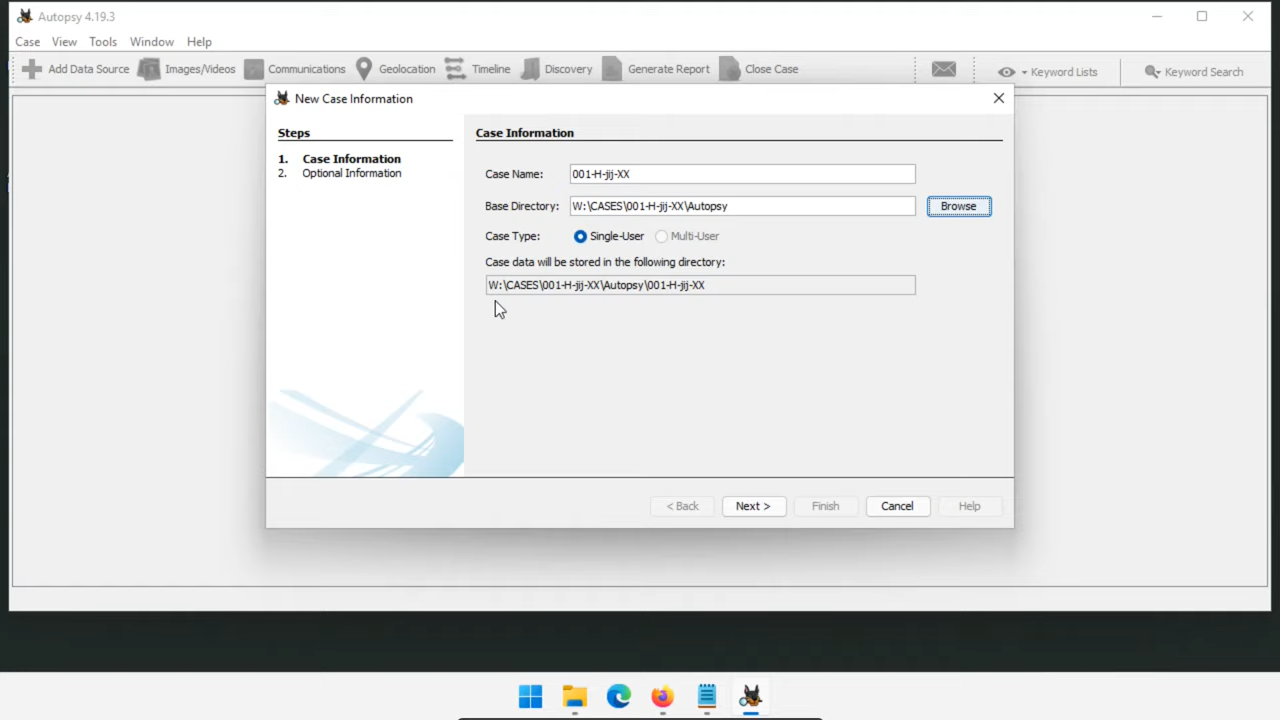 Autopsy 4.19.3
Case View Tools Window Help
Add Data Source Images/Videos Communications Geolocation Timeline Discovery Generate Report Close Case Keyword Lists Keyword Search
New Case Information
Steps
1. Case Information
2. Optional Information
Case Information
Case Name: 001-H-jij-XX
Base Directory: W:\CASES\001-H-jij-XX\Autopsy Browse
Case Type: Single-User Multi-User
Case data will be stored in the following directory:
W:\CASES\001-H-jij-XX\Autopsy\001-H-jij-XX
< Back Next > Finish Cancel Help